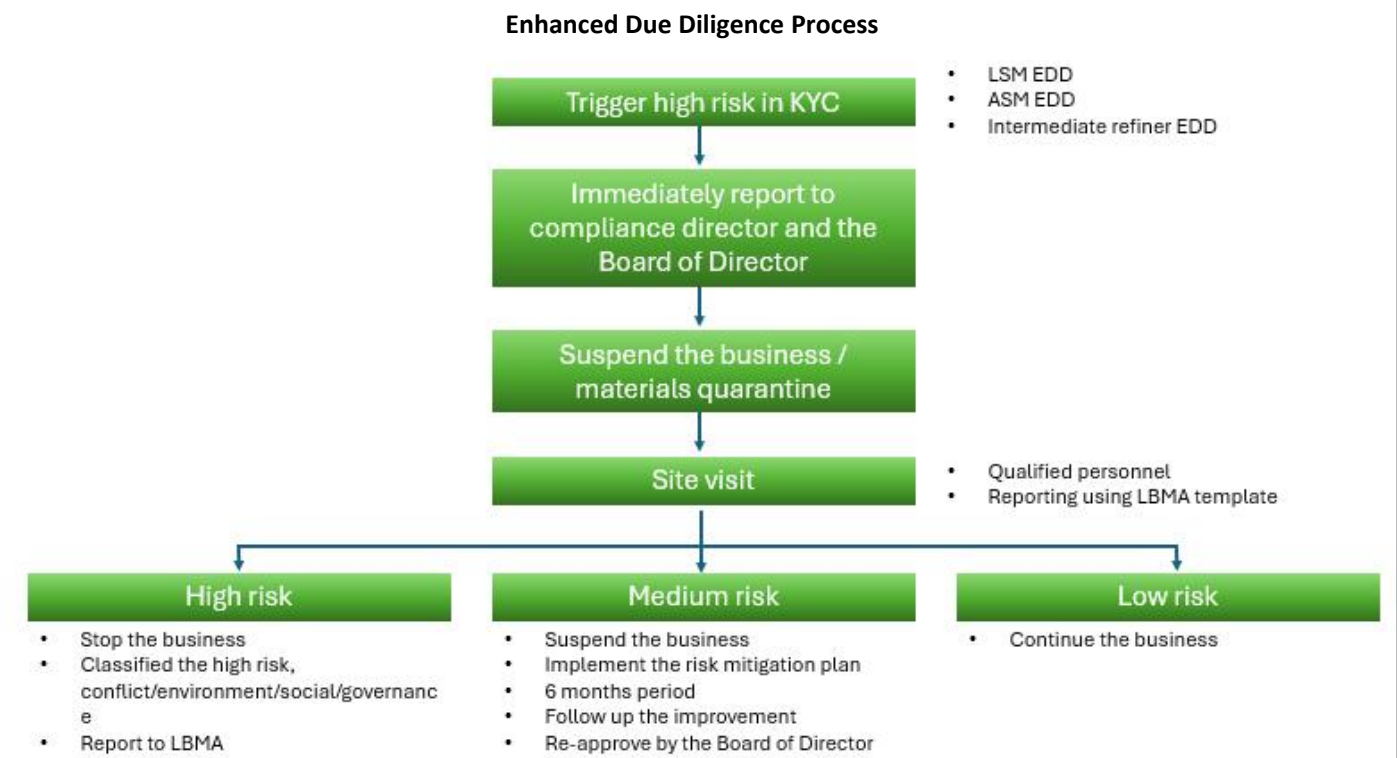 Enhanced Due Diligence Process
Trigger high risk in KYC
• LSM EDD
• ASM EDD
• Intermediate refiner EDD
Immediately report to
compliance director and the
Board of Director
Suspend the business /
materials quarantine
Site visit
• Qualified personnel
• Reporting using LBMA template
High risk
• Stop the business
• Classified the high risk,
conflict/environment/social/governanc
e
• Report to LBMA
Medium risk
• Suspend the business
• Implement the risk mitigation plan
• 6 months period
• Follow up the improvement
• Re-approve by the Board of Director
Low risk
• Continue the business